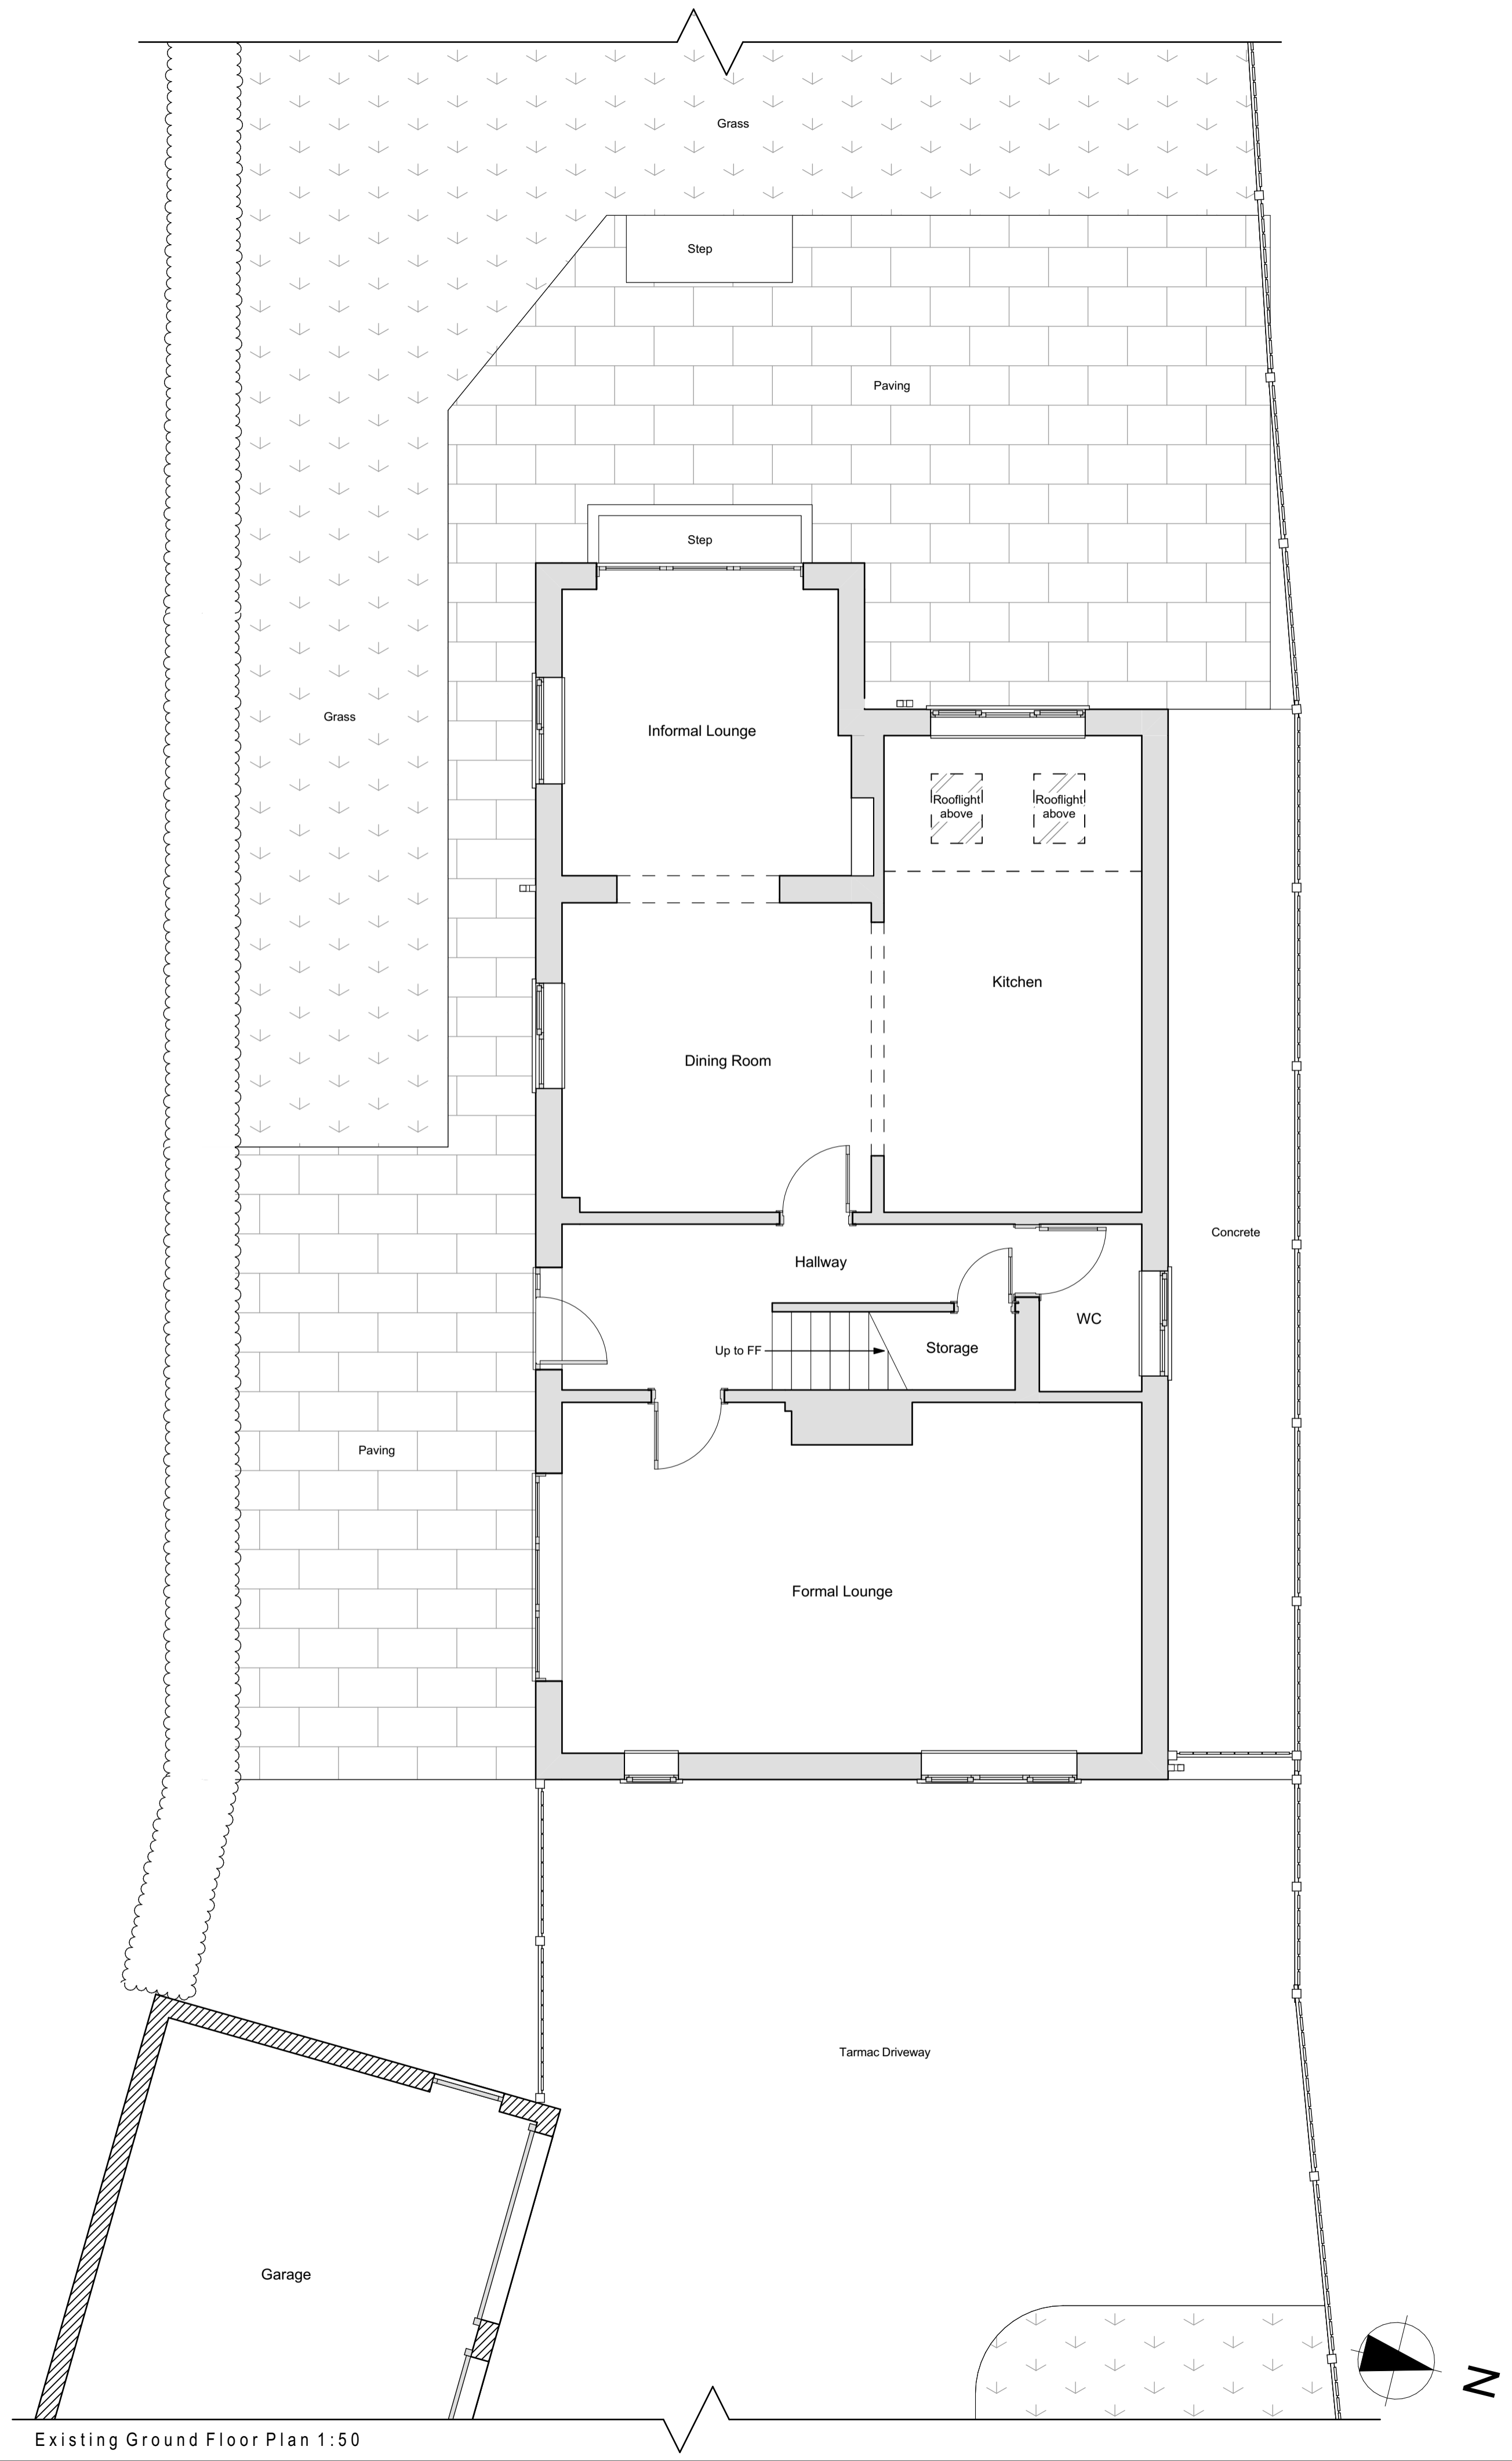 Grass
Step
Paving
Step
Grass
Informal Lounge
Rooflight
above
Rooflight
above
Kitchen
Dining Room
Concrete
Hallway
WC
Up to FF
Storage
Paving
Formal Lounge
Tarmac Driveway
Garage
N
Existing Ground Floor Plan 1:50